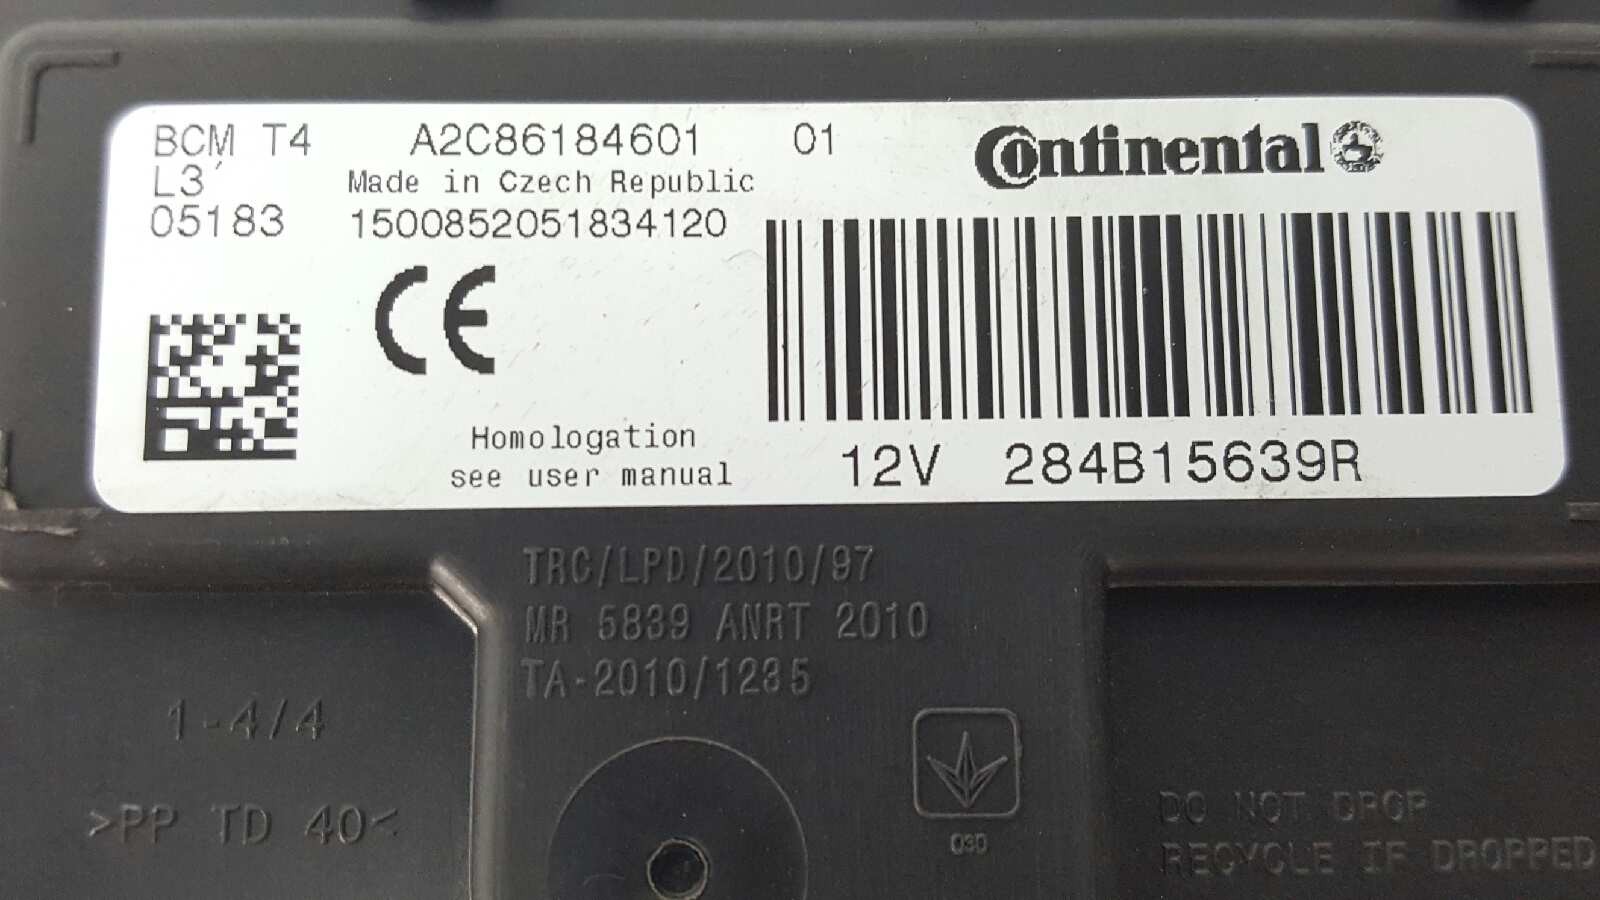 BCM T4 A2C86184601 01
Continental
L3´ Made in Czech Republic
05183 1500852051834120
CE
Homologation
see user manual
12V 284B15639R
TRC/LPD/2010/97
MR 5839 ANRT 2010
TA-2010/1235
1-4/4
>PP TD 40<
030
DO NOT DROP
RECYCLE IF DROPPED